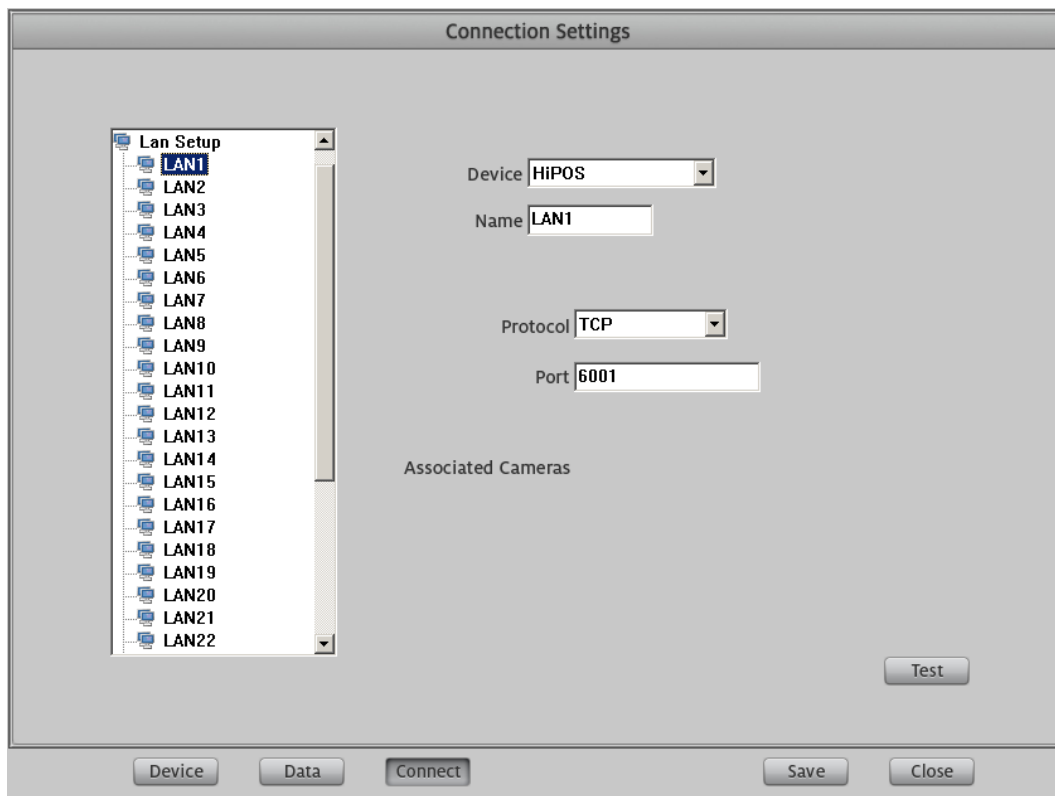 Connection Settings
Lan Setup
LAN1
LAN2
LAN3
LAN4
LAN5
LAN6
LAN7
LAN8
LAN9
LAN10
LAN11
LAN12
LAN13
LAN14
LAN15
LAN16
LAN17
LAN18
LAN19
LAN20
LAN21
LAN22
Device HiPOS
Name LAN1
Protocol TCP
Port 6001
Associated Cameras
Test
Device Data Connect Save Close